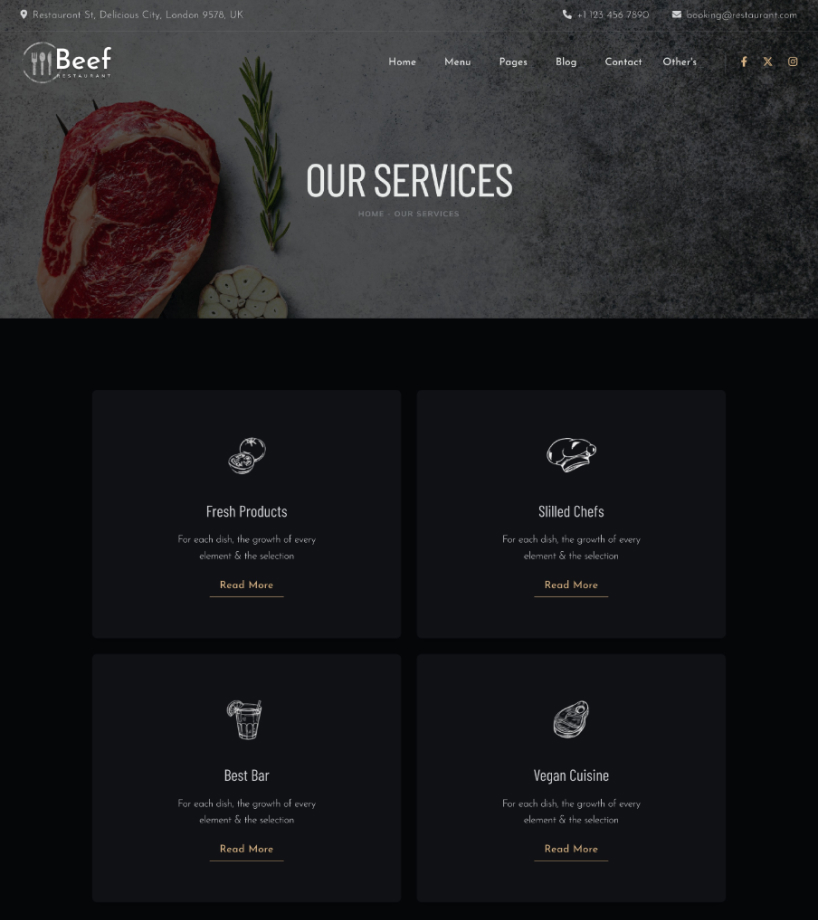 Restaurant St, Delicious City, London 9578, UK
+1 123 456 7890
booking@restaurant.com
Beef
RESTAURANT
Home Menu Pages Blog Contact Other's
OUR SERVICES
HOME - OUR SERVICES
Fresh Products
For each dish, the growth of every
element & the selection
Read More
Slilled Chefs
For each dish, the growth of every
element & the selection
Read More
Best Bar
For each dish, the growth of every
element & the selection
Read More
Vegan Cuisine
For each dish, the growth of every
element & the selection
Read More